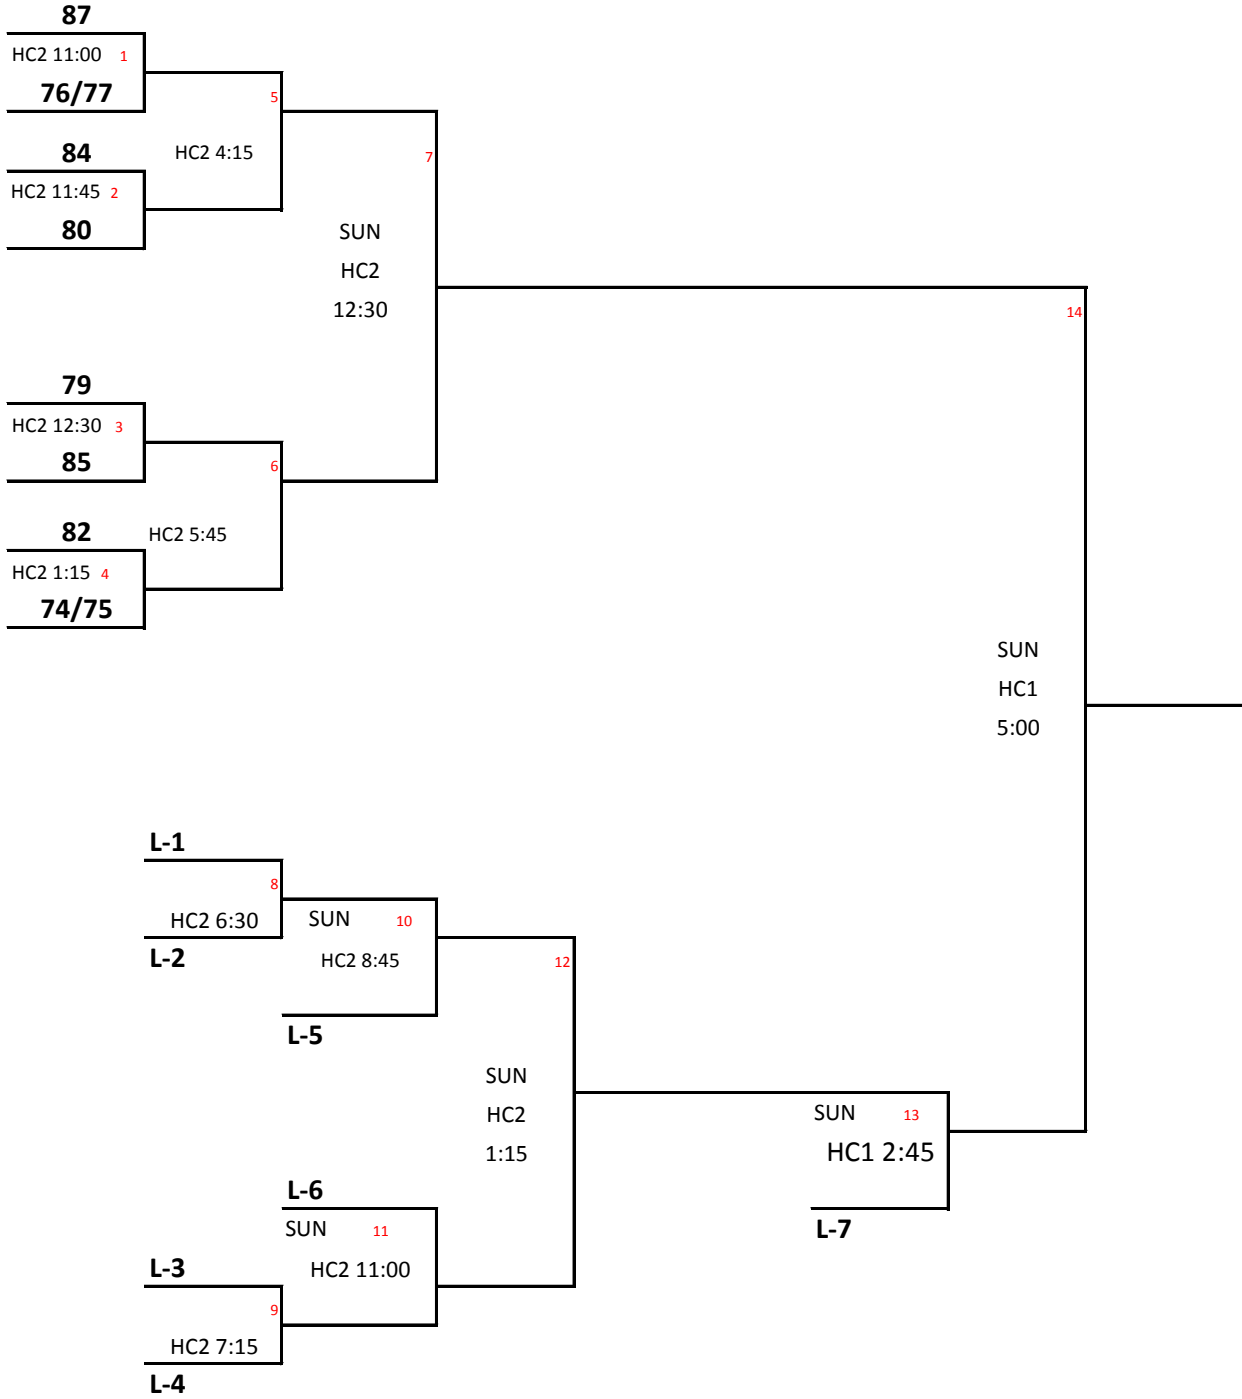 87
HC2 11:00 1
76/77
5
84
HC2 4:15
7
HC2 11:45 2
80
SUN
HC2
12:30
14
79
HC2 12:30 3
85
6
82
HC2 5:45
HC2 1:15 4
74/75
SUN
HC1
5:00
L-1
8
HC2 6:30
SUN 10
L-2
HC2 8:45
12
L-5
SUN
HC2
1:15
SUN 13
HC1 2:45
L-6
SUN 11
L-7
L-3
HC2 11:00
9
HC2 7:15
L-4